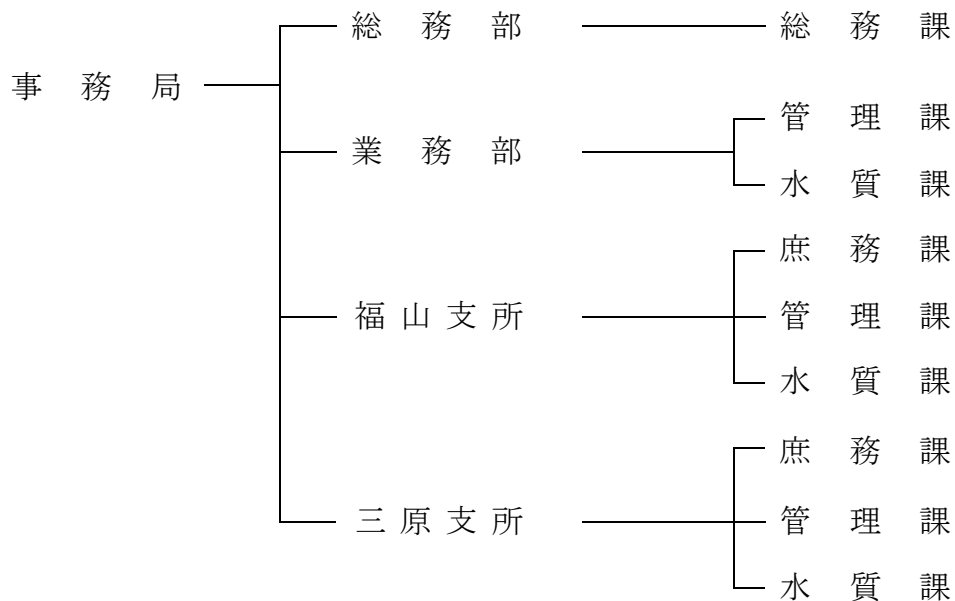 総務部 総務課
事務局
管理課
業務部
水質課
庶務課
福山支所 管理課
水質課
庶務課
三原支所 管理課
水質課